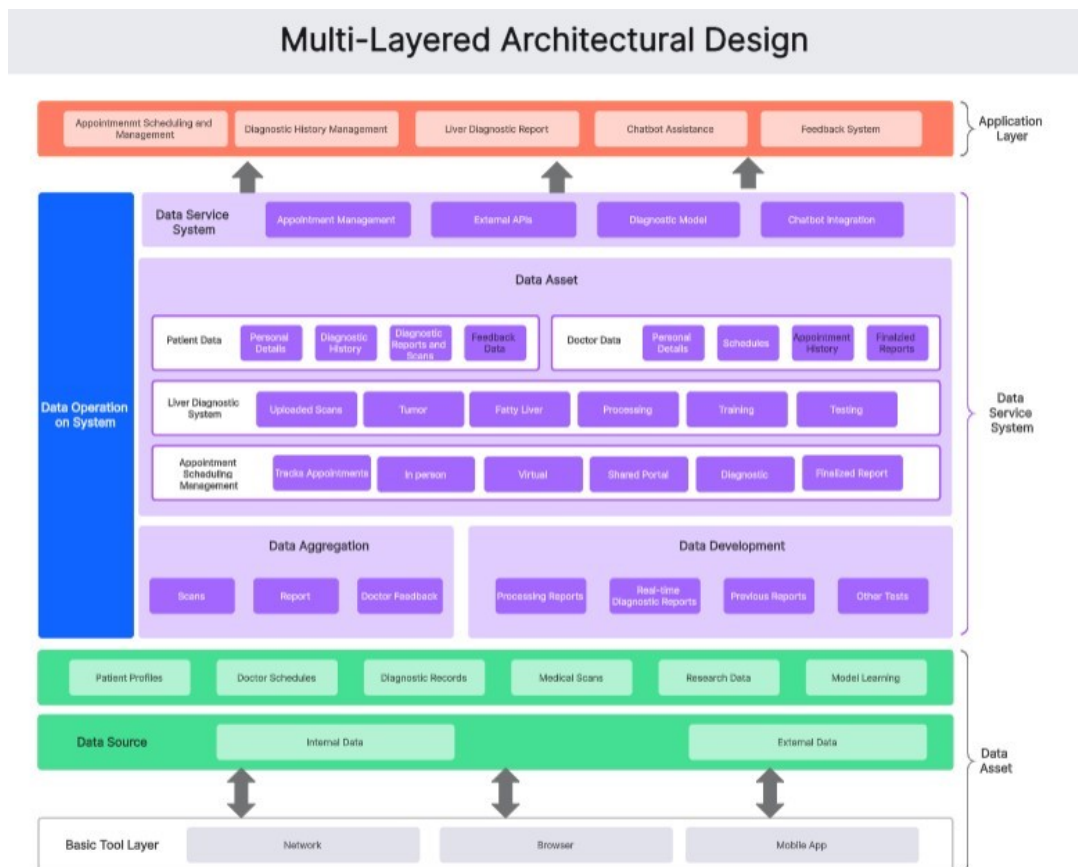 Multi-Layered Architectural Design
Appointmenmt Scheduling and
Management
Diagnostic History Management
Liver Diagnostic Report
Chatbot Assistance
Feedback System
Application
Layer
Data Service
System
Appointment Management
External APIs
Diagnostic Model
Chatbot Integration
Data Operation
on System
Data Asset
Patient Data
Personal
Details
Diagnostic
History
Diagnostic
Reports and
Scans
Feedback
Data
Doctor Data
Personal
Details
Schedules
Appointment
History
Finalzied
Reports
Liver Diagnostic
System
Uploaded Scans
Tumor
Fatty Liver
Processing
Training
Testing
Appointment
Scheduling
Management
Tracks Appointments
In person
Virtual
Shared Portal
Diagnostic
Finalized Report
Data
Service
System
Data Aggregation
Scans
Report
Doctor Feedback
Data Development
Processing Reports
Real-time
Diagnostic Reports
Previous Reports
Other Tests
Patient Profiles
Doctor Schedules
Diagnostic Records
Medical Scans
Research Data
Model Learning
Data Source
Internal Data
External Data
Data
Asset
Basic Tool Layer
Network
Browser
Mobile App